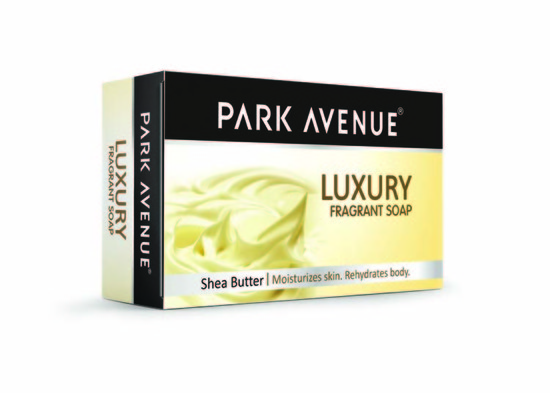 PARK AVENUE®
LUXURY
FRAGRANT SOAP
Shea Butter | Moisturizes skin. Rehydrates body.
PARK AVENUE®
LUXURY
FRAGRANT SOAP